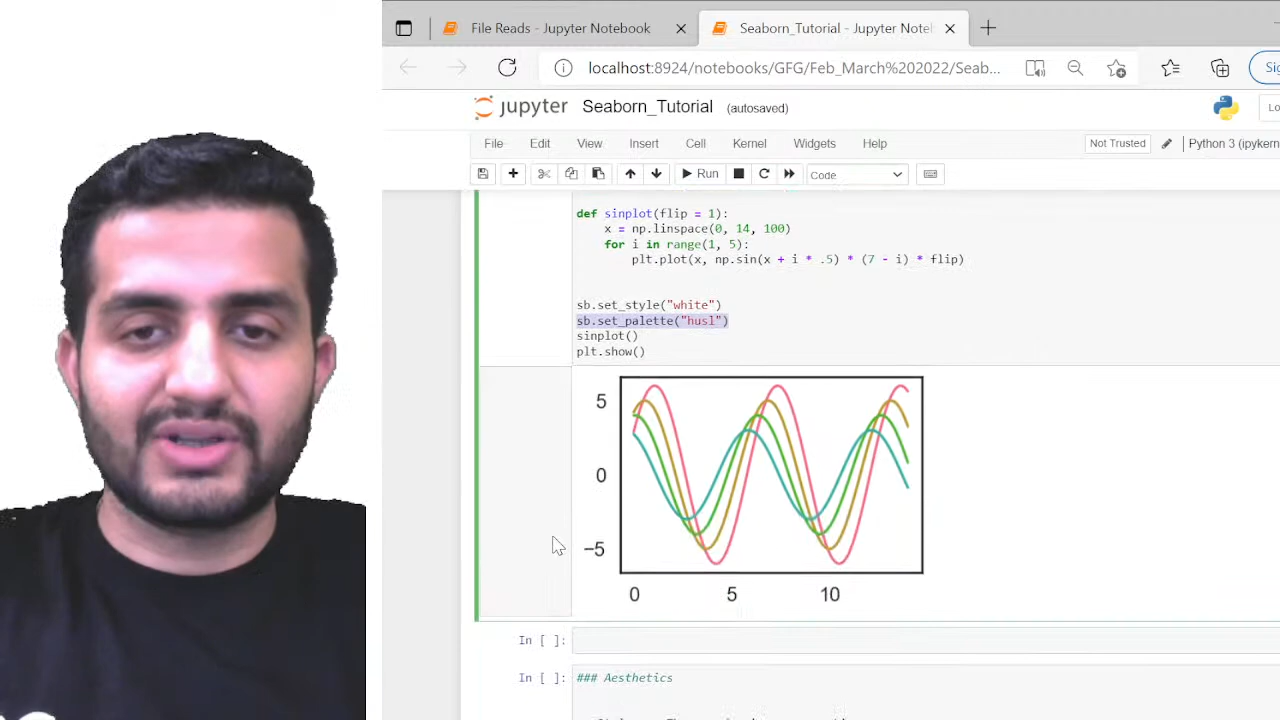 File Reads - Jupyter Notebook
Seaborn_Tutorial - Jupyter Note
localhost:8924/notebooks/GFG/Feb_March%202022/Seab...
jupyter Seaborn_Tutorial (autosaved)
File Edit View Insert Cell Kernel Widgets Help
Not Trusted
Python 3 (ipykern
Run
Code
def sinplot(flip = 1):
x = np.linspace(0, 14, 100)
for i in range(1, 5):
plt.plot(x, np.sin(x + i * .5) * (7 - i) * flip)
sb.set_style("white")
sb.set_palette("husl")
sinplot()
plt.show()
5
0
−5
0 5 10
In [ ]:
In [ ]: ### Aesthetics